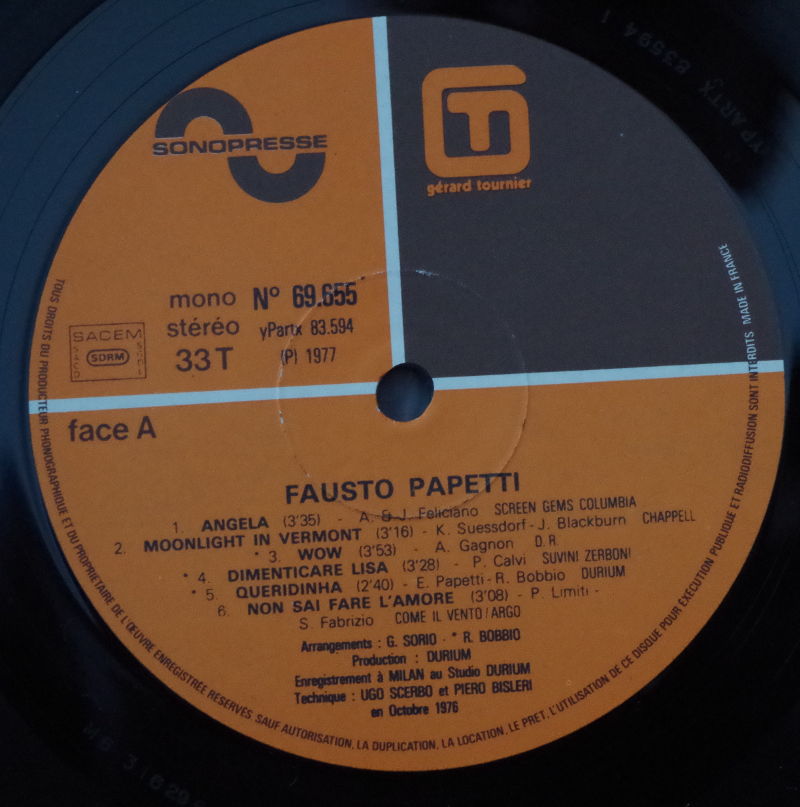 SONOPRESSE
gérard tournier
mono N° 69.655
stéréo yPartx 83.594
33 T (P) 1977
SACEM
SDRM
face A
FAUSTO PAPETTI
1. ANGELA (3'35) - A. & J. Feliciano SCREEN GEMS COLUMBIA
2. MOONLIGHT IN VERMONT (3'16) - K. Suessdorf - J. Blackburn CHAPPELL
* 3. WOW (3'53) - A. Gagnon D.R.
* 4. DIMENTICARE LISA (3'28) - P. Calvi SUVINI ZERBONI
* 5. QUERIDINHA (2'40) - E. Papetti - R. Bobbio DURIUM
6. NON SAI FARE L'AMORE (3'08) - P. Limiti -
S. Fabrizio COME IL VENTO / ARGO
Arrangements : G. SORIO - * R. BOBBIO
Production : DURIUM
Enregistrement à MILAN au Studio DURIUM
Technique : UGO SCERBO et PIERO BISLERI
en Octobre 1976
TOUS DROITS DU PRODUCTEUR PHONOGRAPHIQUE ET DU PROPRIETAIRE DE L'ŒUVRE ENREGISTRÉE RESERVES. SAUF AUTORISATION, LA DUPLICATION, LA LOCATION, LE PRET, L'UTILISATION DE CE DISQUE POUR EXÉCUTION PUBLIQUE ET RADIODIFFUSION SONT INTERDITS MADE IN FRANCE
YPARTX 83594 1